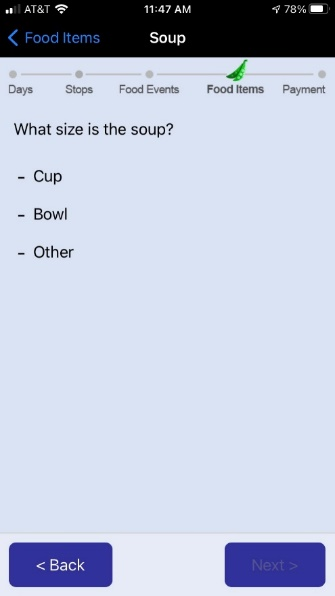 AT&T 11:47 AM 78%
< Food Items Soup
Days Stops Food Events Food Items Payment
What size is the soup?
- Cup
- Bowl
- Other
< Back Next >